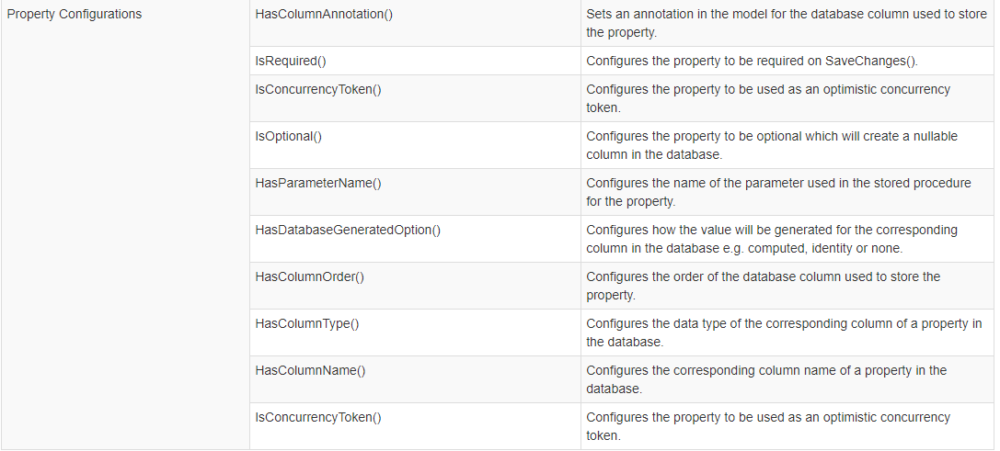 Property Configurations
HasColumnAnnotation()
Sets an annotation in the model for the database column used to store
the property.
IsRequired()
Configures the property to be required on SaveChanges().
IsConcurrencyToken()
Configures the property to be used as an optimistic concurrency
token.
IsOptional()
Configures the property to be optional which will create a nullable
column in the database.
HasParameterName()
Configures the name of the parameter used in the stored procedure
for the property.
HasDatabaseGeneratedOption()
Configures how the value will be generated for the corresponding
column in the database e.g. computed, identity or none.
HasColumnOrder()
Configures the order of the database column used to store the
property.
HasColumnType()
Configures the data type of the corresponding column of a property in
the database.
HasColumnName()
Configures the corresponding column name of a property in the
database.
IsConcurrencyToken()
Configures the property to be used as an optimistic concurrency
token.